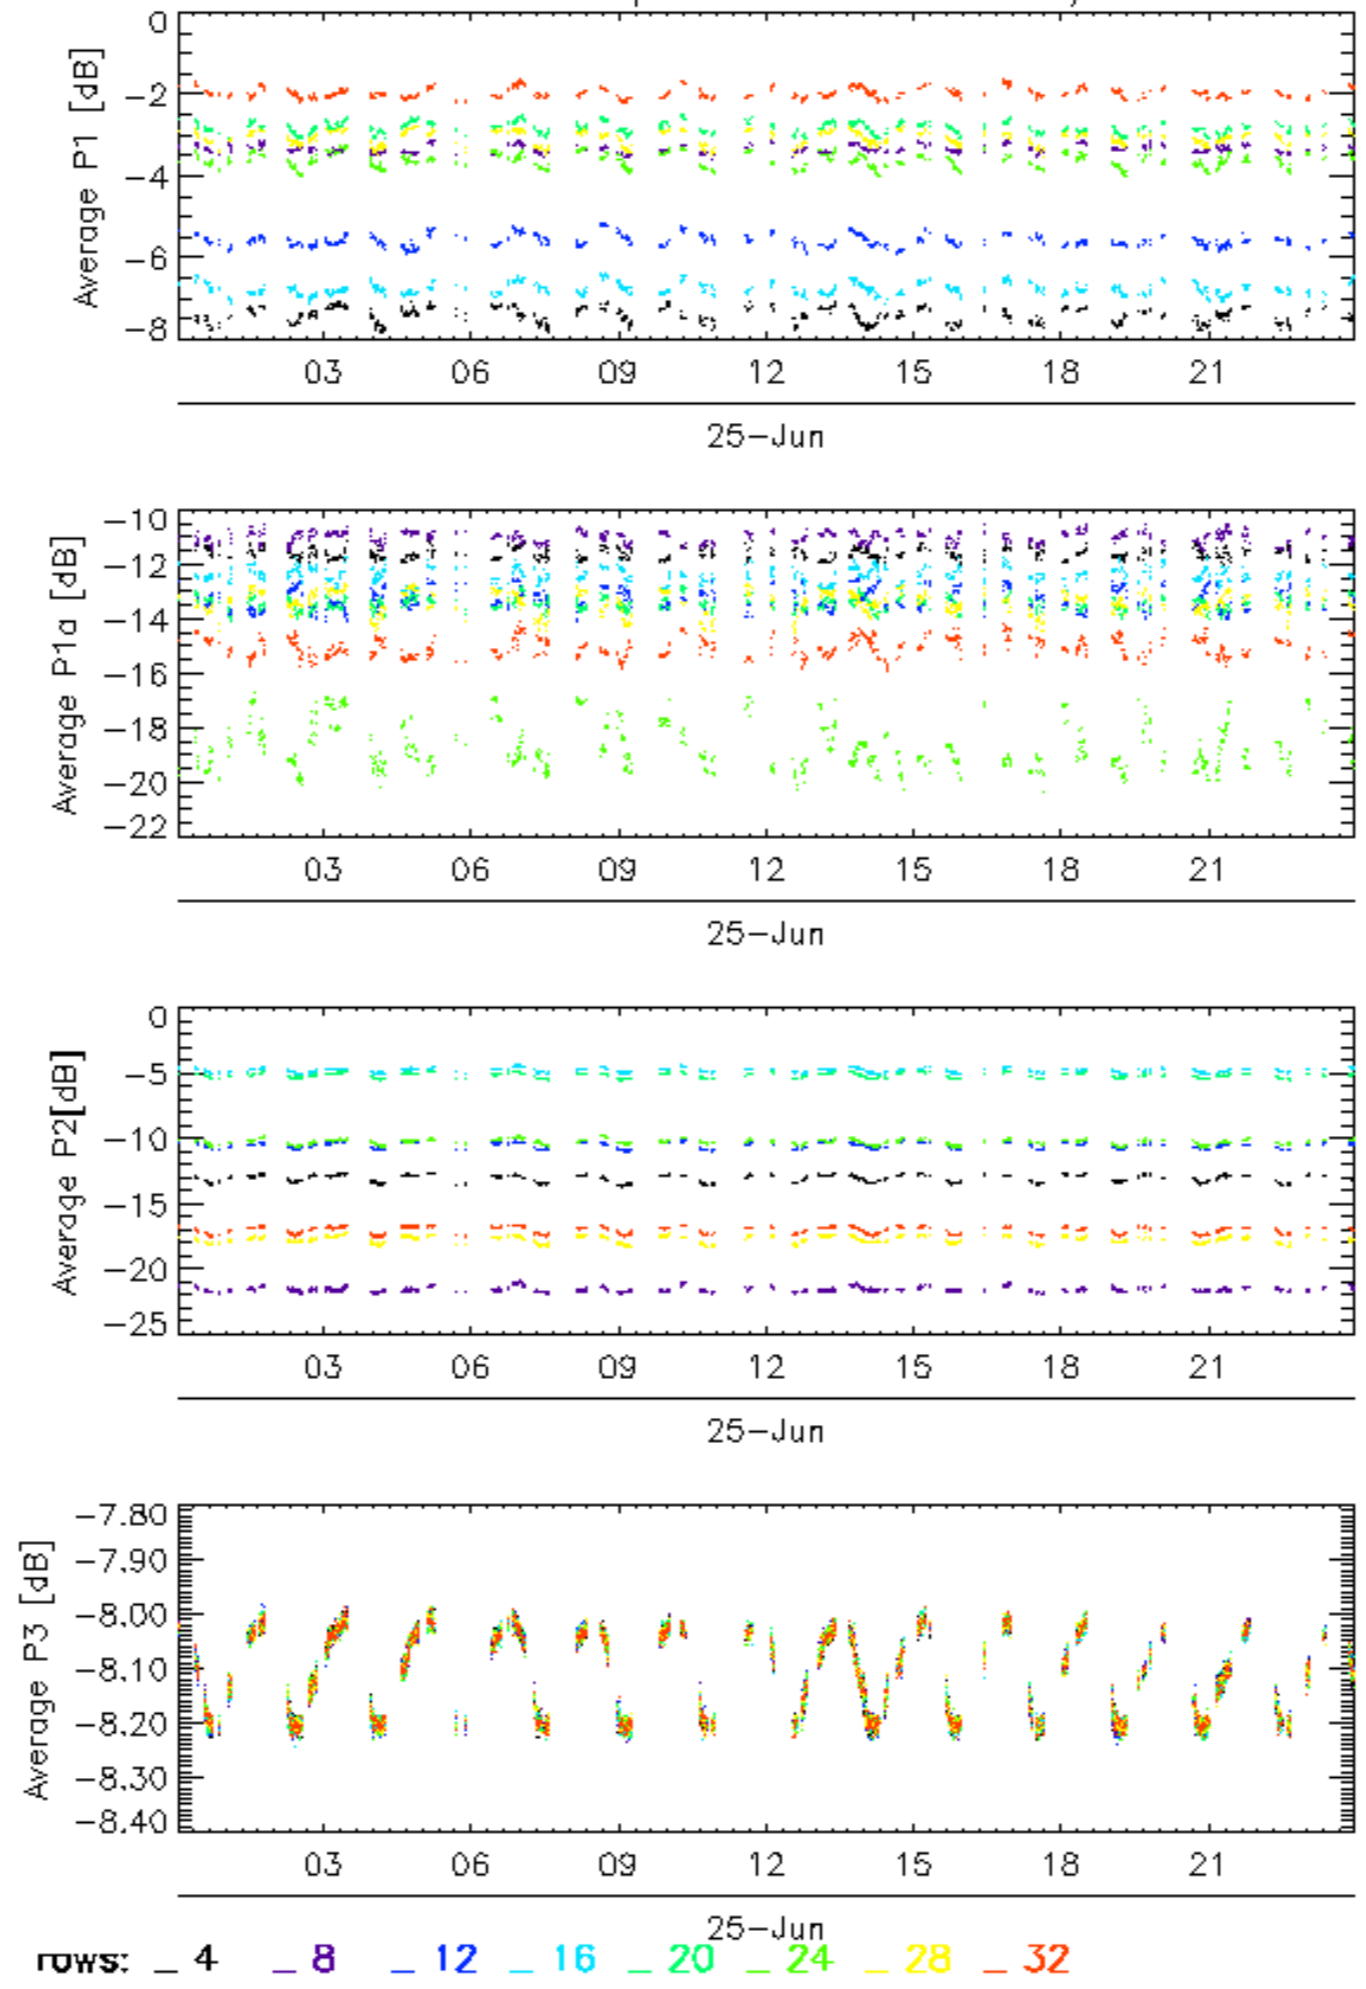 Average P1 [dB]
0
−2
−4
−6
−8
03 06 09 12 15 18 21
25−Jun
Average P1a [dB]
−10
−12
−14
−16
−18
−20
−22
03 06 09 12 15 18 21
25−Jun
Average P2[dB]
0
−5
−10
−15
−20
−25
03 06 09 12 15 18 21
25−Jun
Average P3 [dB]
−7.80
−7.90
−8.00
−8.10
−8.20
−8.30
−8.40
03 06 09 12 15 18 21
25−Jun
rows: _ 4 _ 8 _ 12 _ 16 _ 20 _ 24 _ 28 _ 32